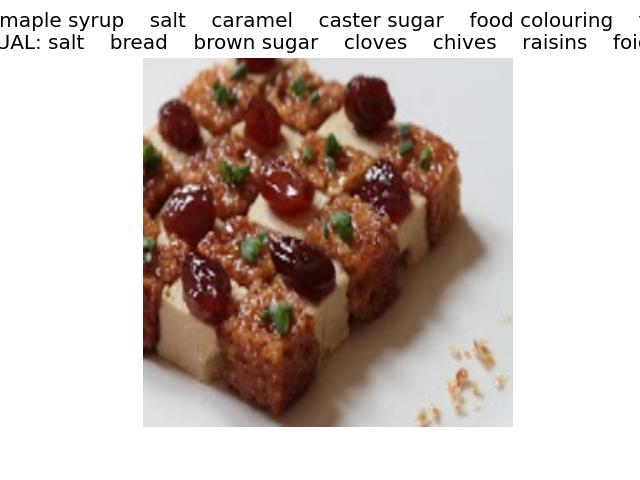 maple syrup salt caramel caster sugar food colouring
UAL: salt bread brown sugar cloves chives raisins